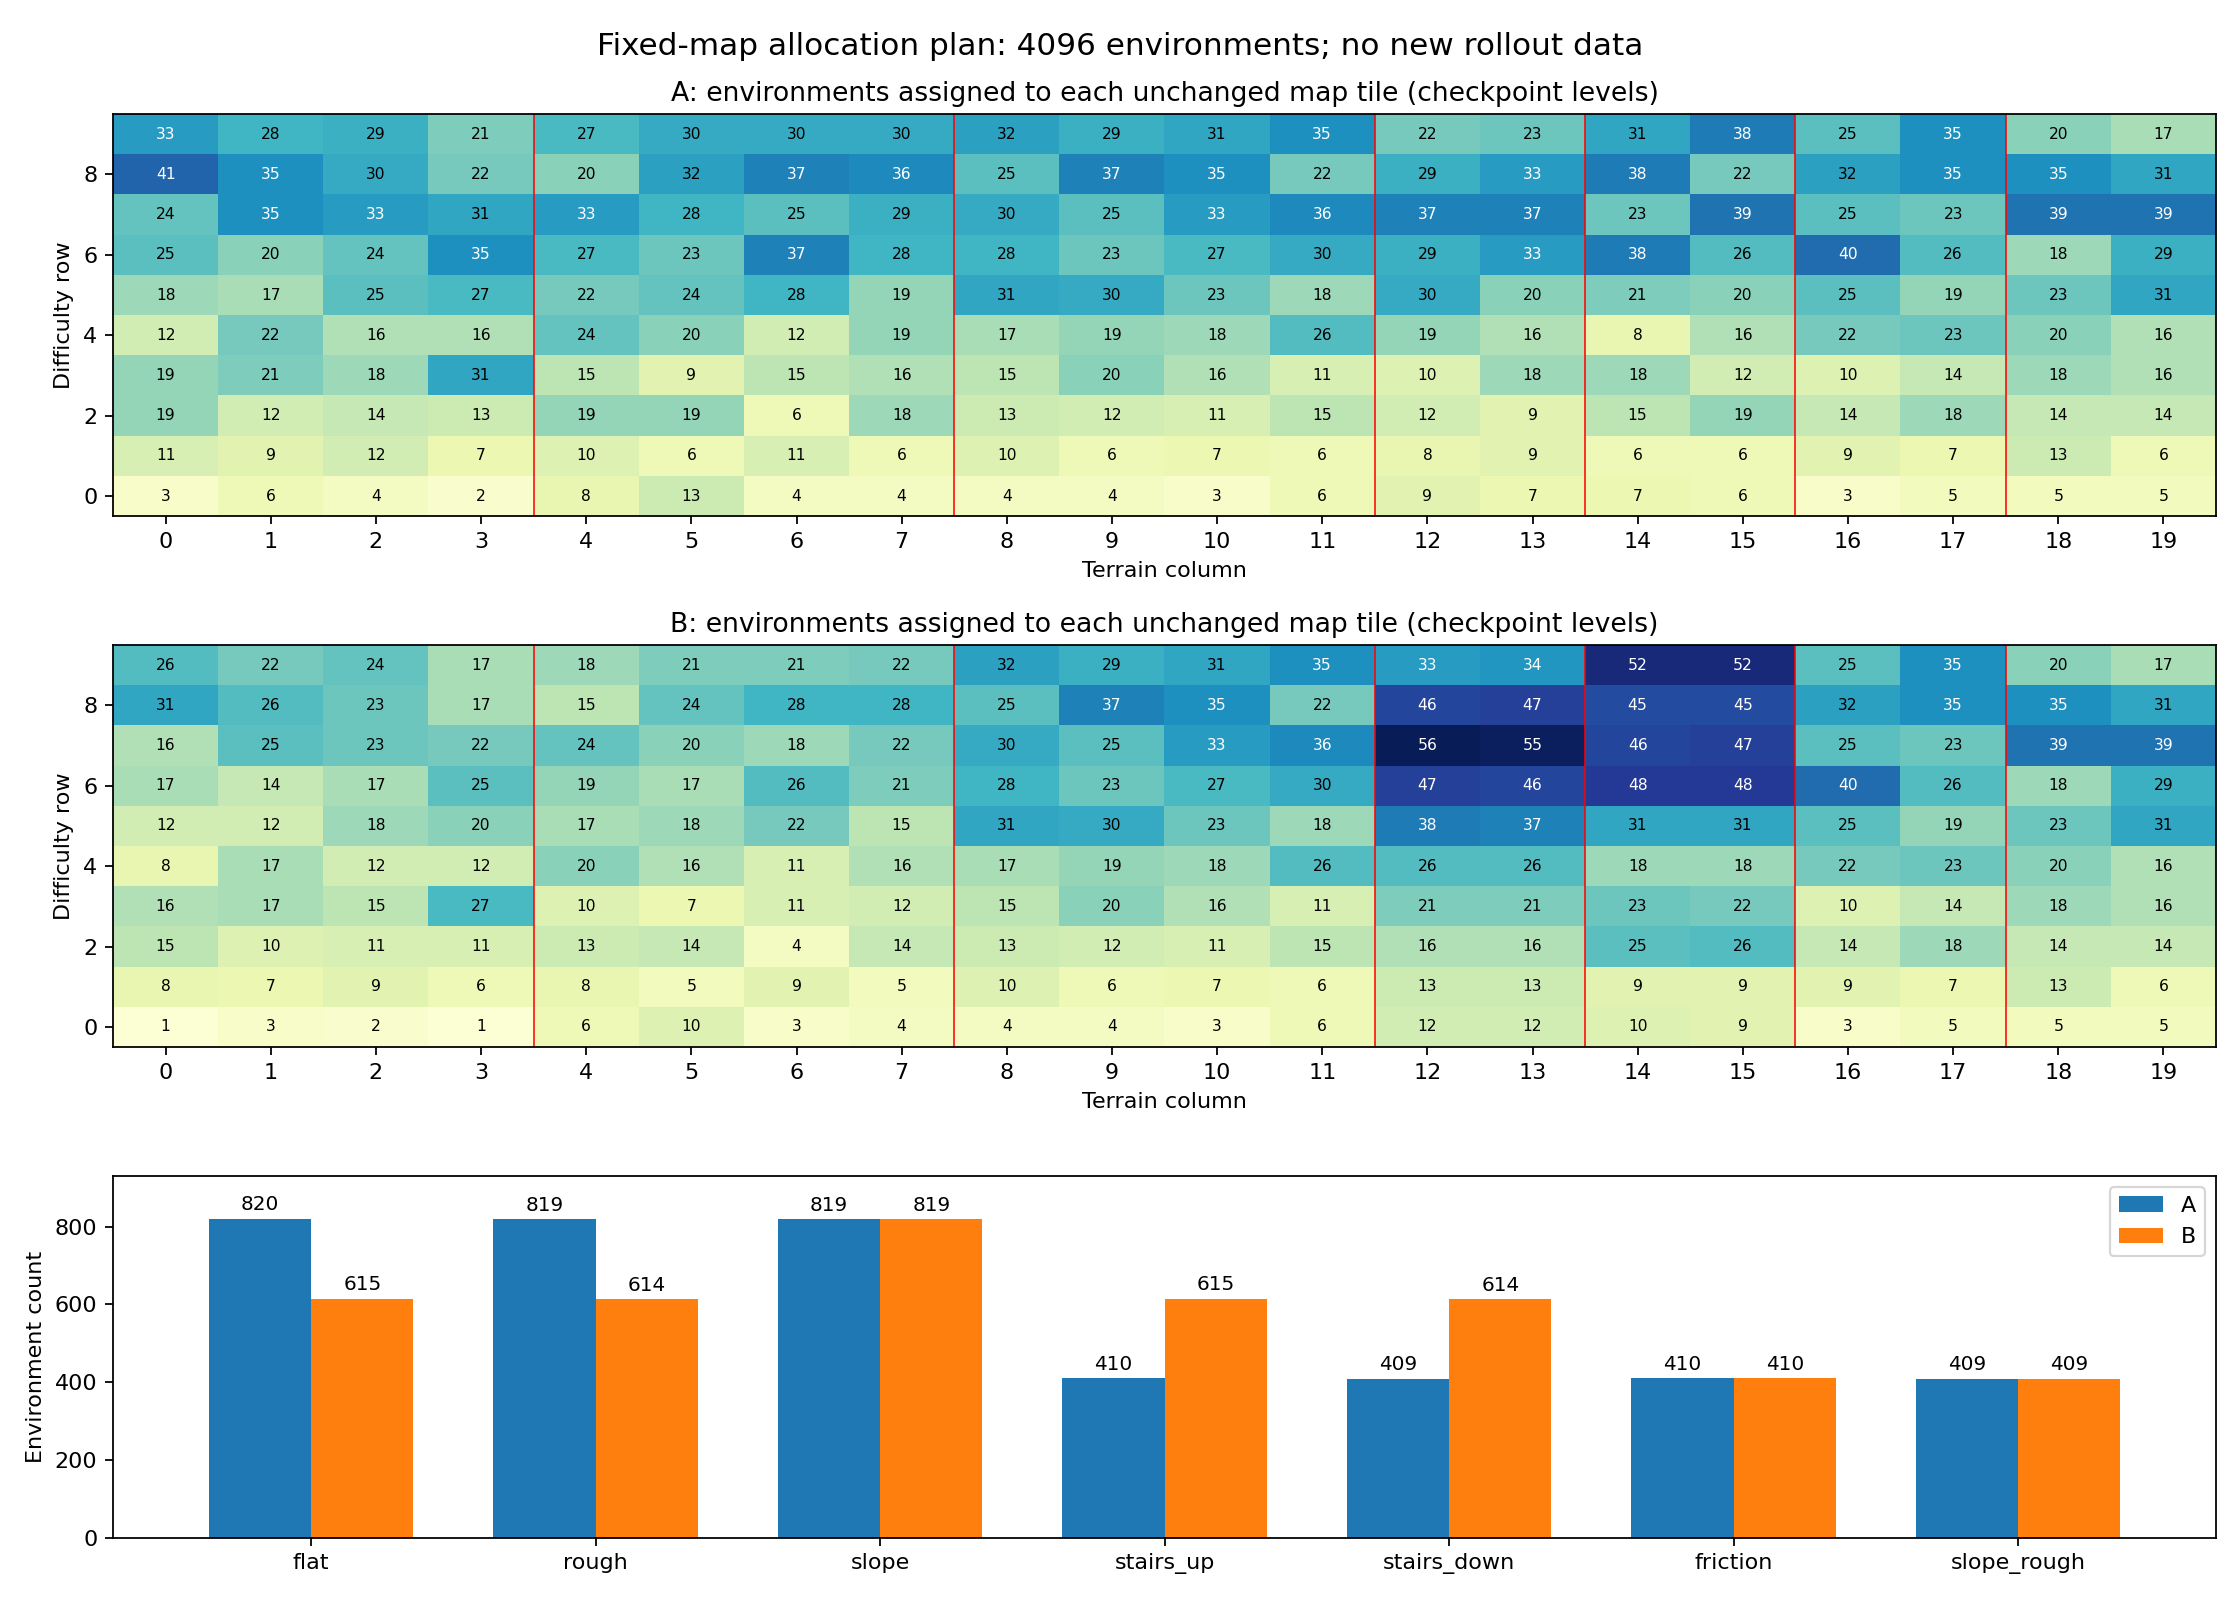 Fixed-map allocation plan: 4096 environments; no new rollout data
A: environments assigned to each unchanged map tile (checkpoint levels)
33 28 29 21 27 30 30 30 32 29 31 35 22 23 31 38 25 35 20 17
8 41 35 30 22 20 32 37 36 25 37 35 22 29 33 38 22 32 35 35 31
24 35 33 31 33 28 25 29 30 25 33 36 37 37 23 39 25 23 39 39
6 25 20 24 35 27 23 37 28 28 23 27 30 29 33 38 26 40 26 18 29
18 17 25 27 22 24 28 19 31 30 23 18 30 20 21 20 25 19 23 31
4 12 22 16 16 24 20 12 19 17 19 18 26 19 16 8 16 22 23 20 16
19 21 18 31 15 9 15 16 15 20 16 11 10 18 18 12 10 14 18 16
2 19 12 14 13 19 19 6 18 13 12 11 15 12 9 15 19 14 18 14 14
11 9 12 7 10 6 11 6 10 6 7 6 8 9 6 6 9 7 13 6
0 3 6 4 2 8 13 4 4 4 4 3 6 9 7 7 6 3 5 5 5
Difficulty row
0 1 2 3 4 5 6 7 8 9 10 11 12 13 14 15 16 17 18 19
Terrain column
B: environments assigned to each unchanged map tile (checkpoint levels)
26 22 24 17 18 21 21 22 32 29 31 35 33 34 52 52 25 35 20 17
8 31 26 23 17 15 24 28 28 25 37 35 22 46 47 45 45 32 35 35 31
16 25 23 22 24 20 18 22 30 25 33 36 56 55 46 47 25 23 39 39
6 17 14 17 25 19 17 26 21 28 23 27 30 47 46 48 48 40 26 18 29
12 12 18 20 17 18 22 15 31 30 23 18 38 37 31 31 25 19 23 31
4 8 17 12 12 20 16 11 16 17 19 18 26 26 26 18 18 22 23 20 16
16 17 15 27 10 7 11 12 15 20 16 11 21 21 23 22 10 14 18 16
2 15 10 11 11 13 14 4 14 13 12 11 15 16 16 25 26 14 18 14 14
8 7 9 6 8 5 9 5 10 6 7 6 13 13 9 9 9 7 13 6
0 1 3 2 1 6 10 3 4 4 4 3 6 12 12 10 9 3 5 5 5
Difficulty row
0 1 2 3 4 5 6 7 8 9 10 11 12 13 14 15 16 17 18 19
Terrain column
A
B
820 615 819 614 819 819 410 615 409 614 410 410 409 409
800
600
400
200
0
Environment count
flat rough slope stairs_up stairs_down friction slope_rough